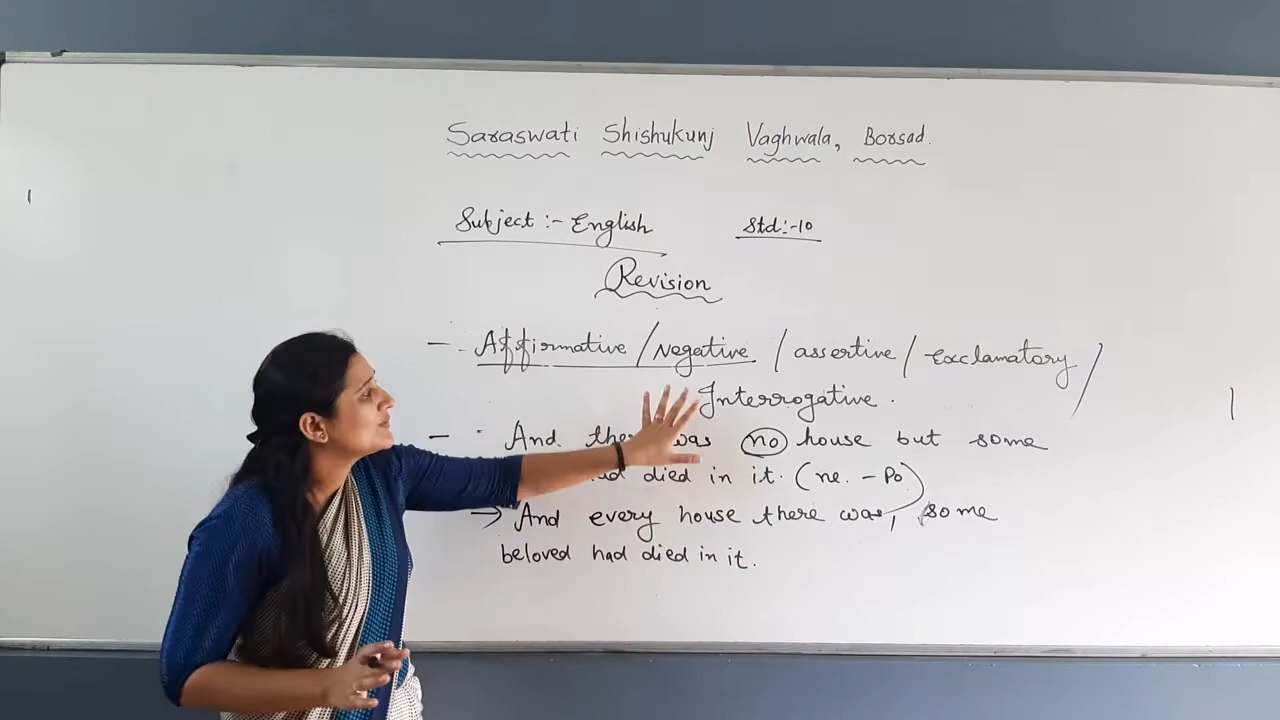 Saraswati Shishukunj Vaghwala, Borsad.
Subject :- English Std:-10
Revision
- Affirmative / Negative / assertive / Exclamatory /
Interrogative.
- And was no house but some
died in it. (ne. - Po)
→ And every house there was, some
beloved had died in it.